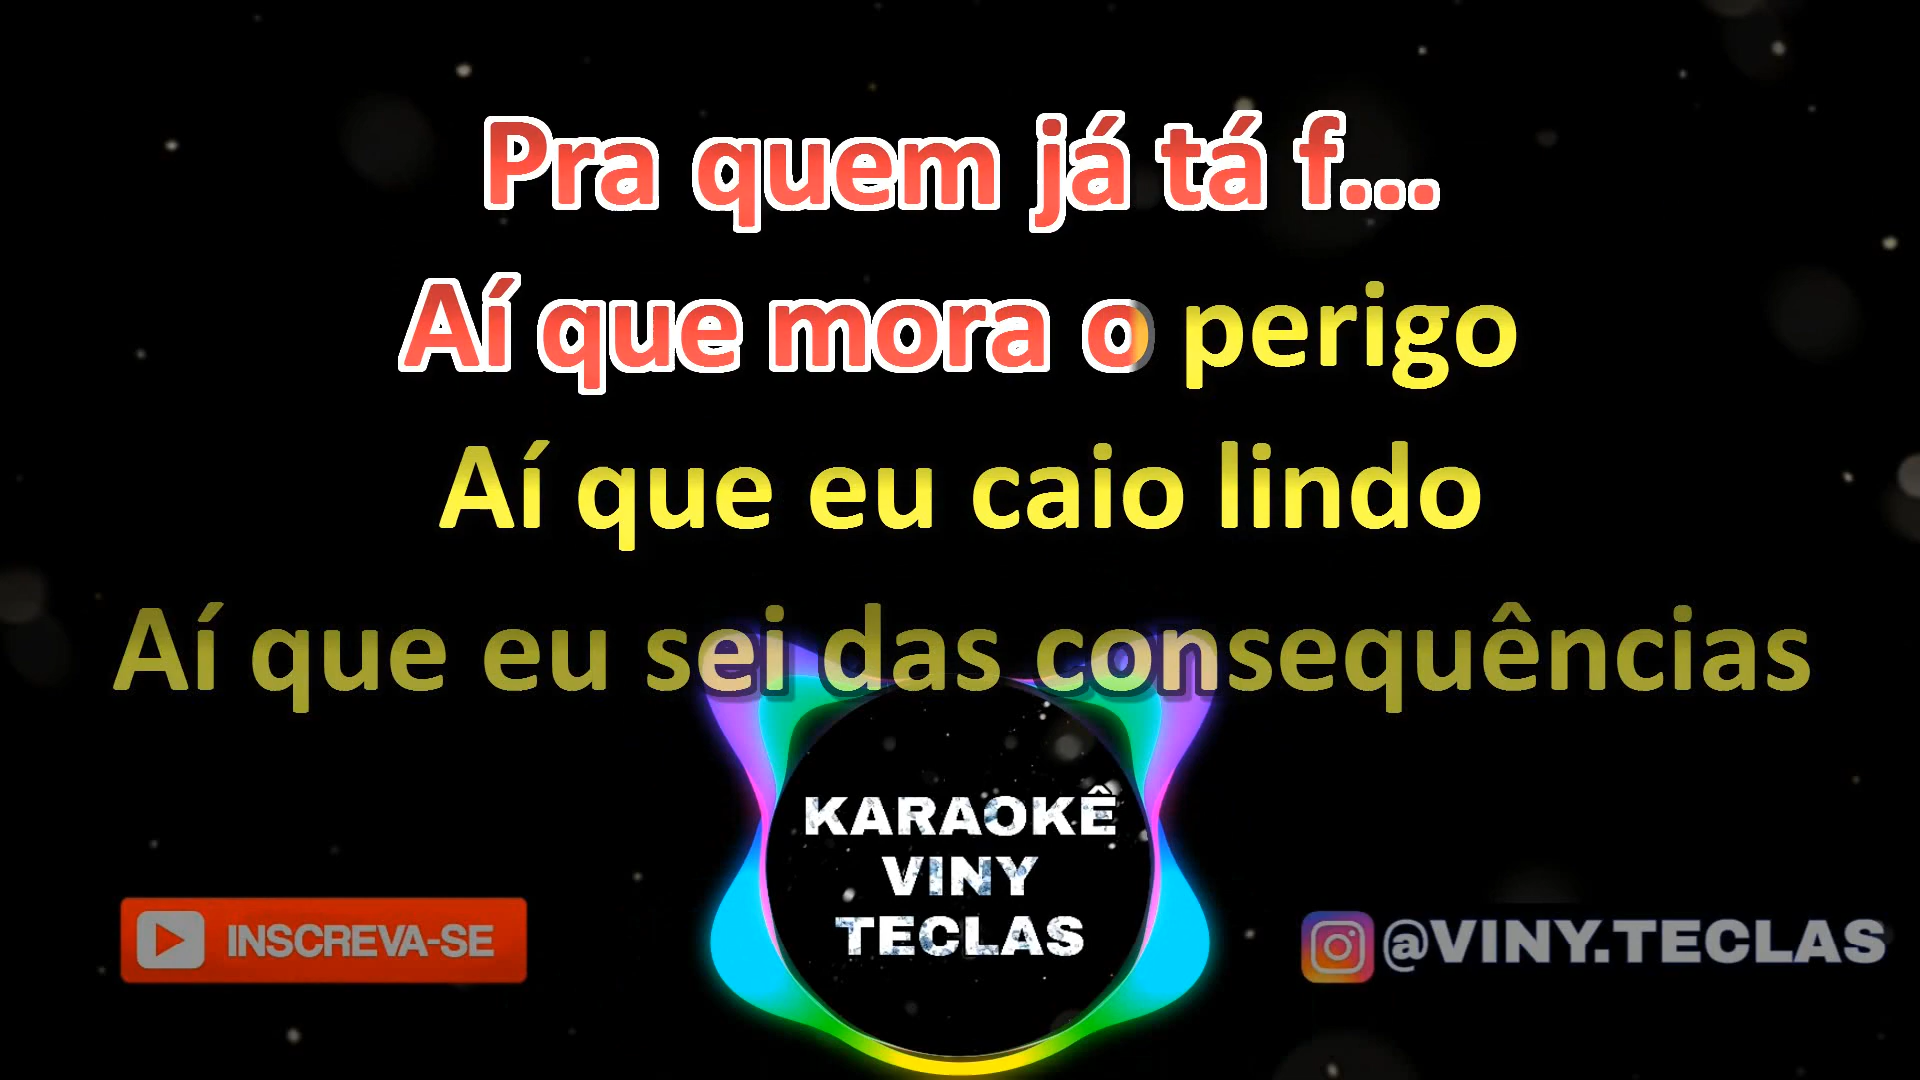 Pra quem já tá f...
Aí que mora o perigo
Aí que eu caio lindo
Aí que eu sei das consequências
KARAOKÊ
VINY
TECLAS
INSCREVA-SE
@VINY.TECLAS